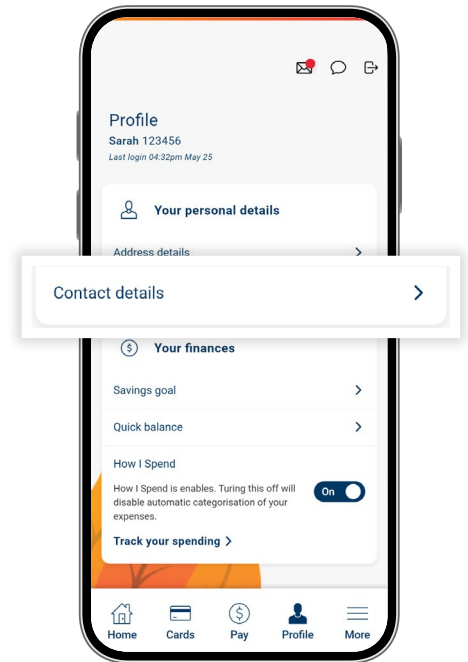 Profile
Sarah 123456
Last login 04:32pm May 25
Your personal details
Address details
Contact details
Your finances
Savings goal
Quick balance
How I Spend
How I Spend is enables. Turing this off will
disable automatic categorisation of your
expenses.
On
Track your spending
Home Cards Pay Profile More